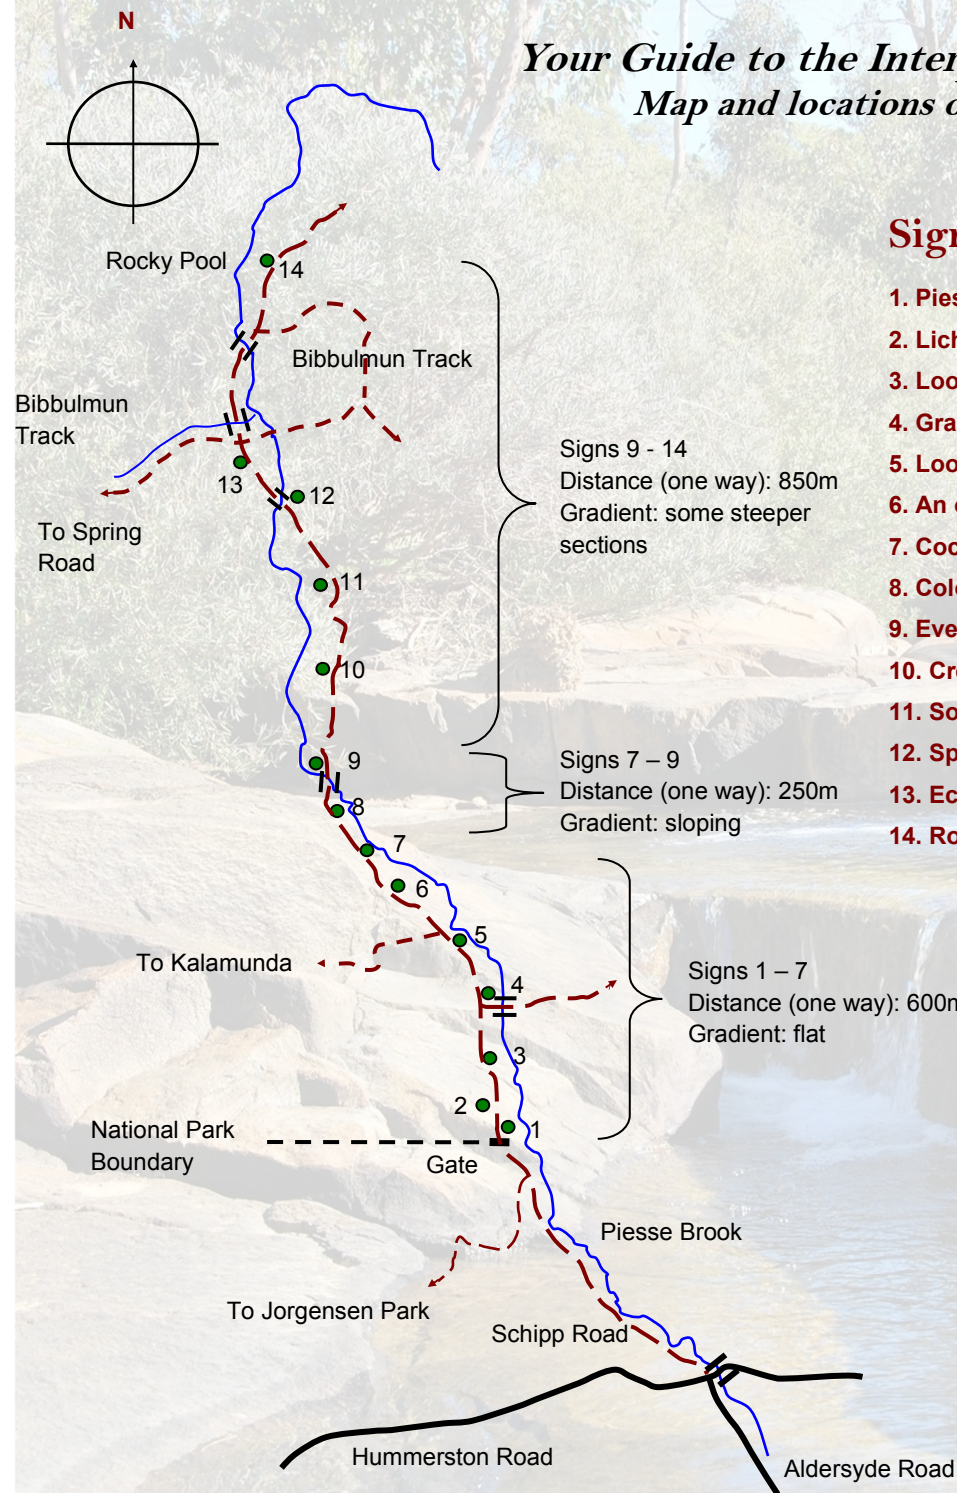 N
Your Guide to the Inter
Map and locations o
Rocky Pool
14
Bibbulmun Track
Bibbulmun
Track
13
12
To Spring
Road
11
10
9
8
7
6
5
To Kalamunda
4
3
2
1
National Park
Boundary
Gate
Piesse Brook
To Jorgensen Park
Schipp Road
Hummerston Road
Aldersyde Road
Signs 9 - 14
Distance (one way): 850m
Gradient: some steeper
sections
Signs 7 – 9
Distance (one way): 250m
Gradient: sloping
Signs 1 – 7
Distance (one way): 600m
Gradient: flat
Sign
1. Pies
2. Lich
3. Loo
4. Gra
5. Loo
6. An
7. Coc
8. Col
9. Eve
10. Cr
11. So
12. Sp
13. Ec
14. Ro